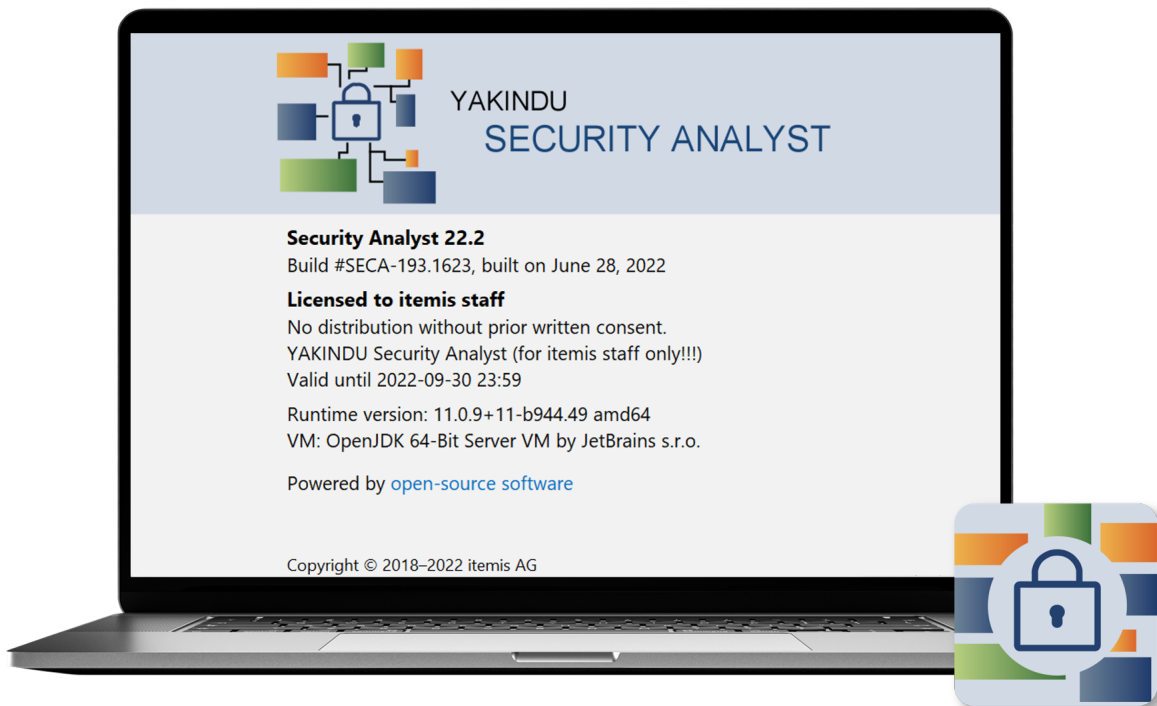 YAKINDU
SECURITY ANALYST
Security Analyst 22.2
Build #SECA-193.1623, built on June 28, 2022
Licensed to itemis staff
No distribution without prior written consent.
YAKINDU Security Analyst (for itemis staff only!!!)
Valid until 2022-09-30 23:59
Runtime version: 11.0.9+11-b944.49 amd64
VM: OpenJDK 64-Bit Server VM by JetBrains s.r.o.
Powered by open-source software
Copyright © 2018–2022 itemis AG